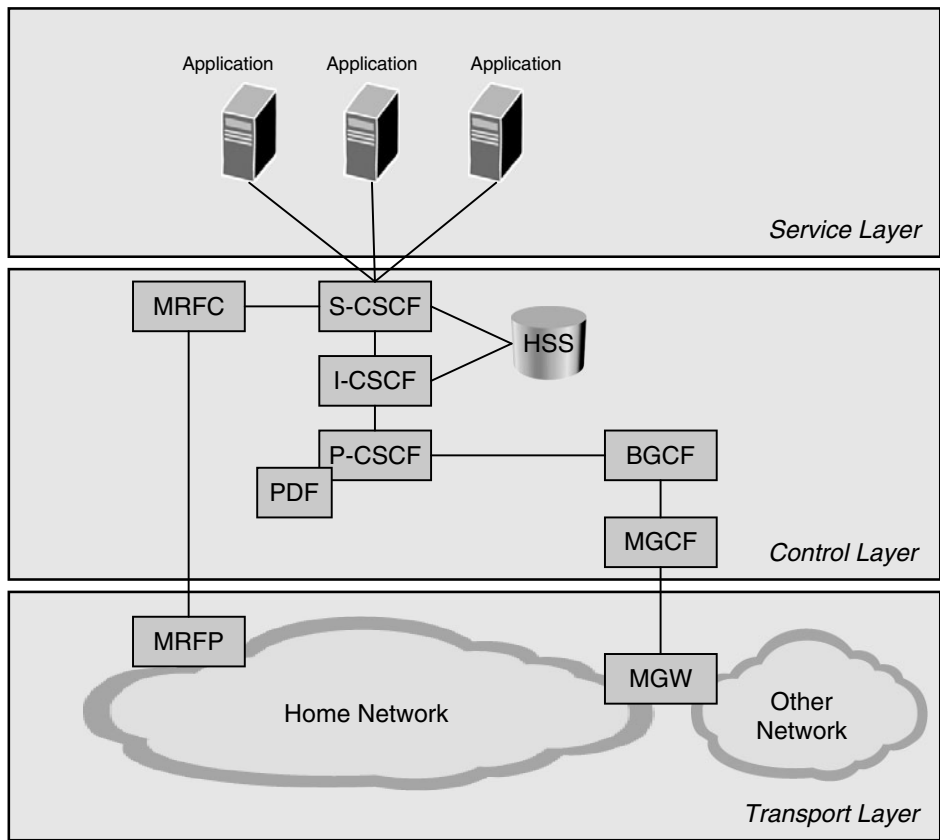 Application
Application
Application
Service Layer
MRFC
S-CSCF
HSS
I-CSCF
P-CSCF
BGCF
PDF
MGCF
Control Layer
MRFP
MGW
Home Network
Other
Network
Transport Layer